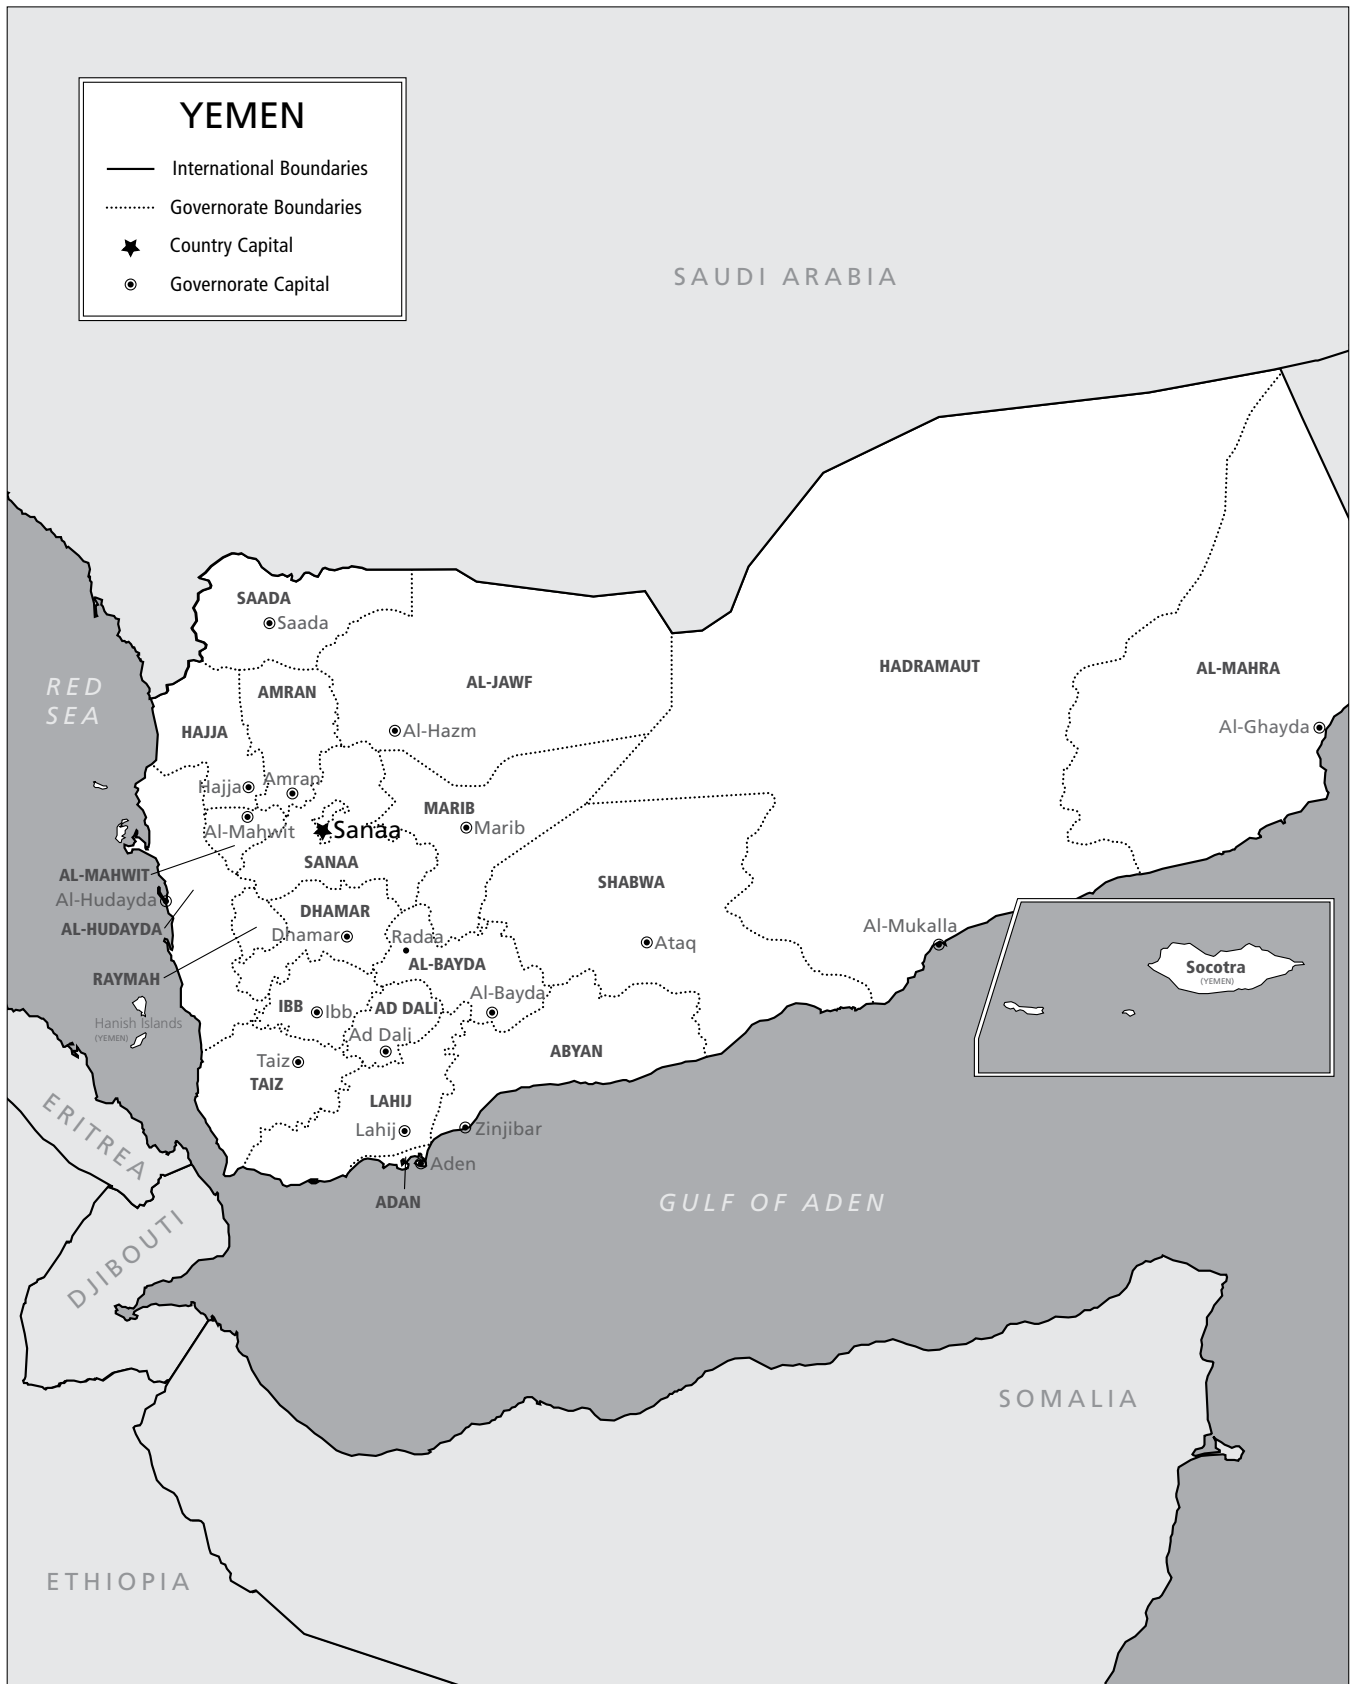 YEMEN
International Boundaries
Governorate Boundaries
Country Capital
Governorate Capital
SAUDI ARABIA
SAADA
Saada
RED
SEA
AMRAN
AL-JAWF
HADRAMAUT
AL-MAHRA
HAJJA
Al-Hazm
Al-Ghayda
Hajja
Amran
MARIB
Al-Mahwit
Sanaa
Marib
SANAA
AL-MAHWIT
SHABWA
Al-Hudayda
DHAMAR
AL-HUDAYDA
Dhamar
Radaa
Al-Mukalla
Ataq
AL-BAYDA
Socotra
(YEMEN)
RAYMAH
Al-Bayda
IBB
Ibb
AD DALI
Hanish Islands
(YEMEN)
Ad Dali
Taiz
TAIZ
ABYAN
LAHIJ
Lahij
Zinjibar
ERITREA
Aden
ADAN
GULF OF ADEN
DJIBOUTI
SOMALIA
ETHIOPIA